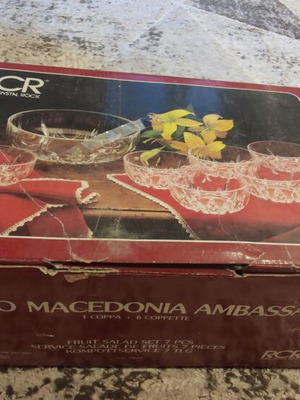 RCR
CRYSTAL ROCK
O MACEDONIA AMBASSA
1 COPPA + 6 COPPETTE
FRUIT SALAD SET 7 PCS
SERVICE SALADE DE FRUITS 7 PIECES
KOMPOTTSERVICE 7 TLG
RCR